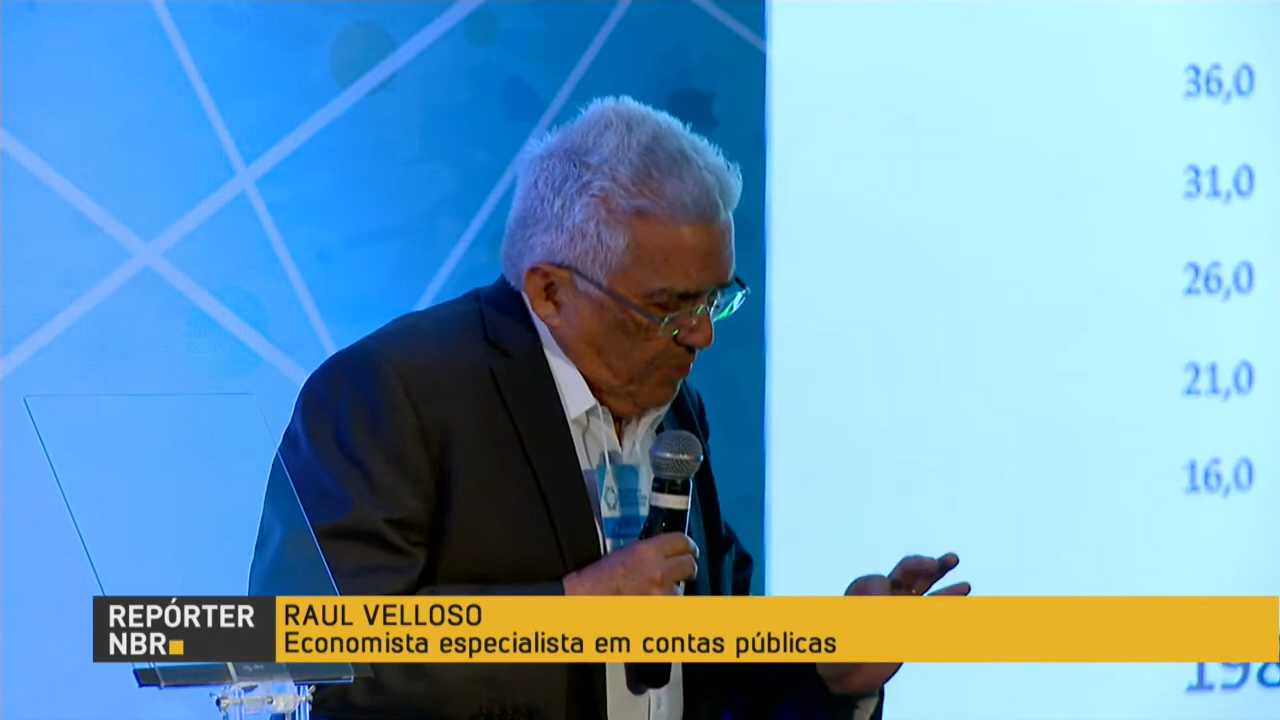 36,0
31,0
26,0
21,0
16,0
REPÓRTER
NBR
RAUL VELLOSO
Economista especialista em contas públicas
198